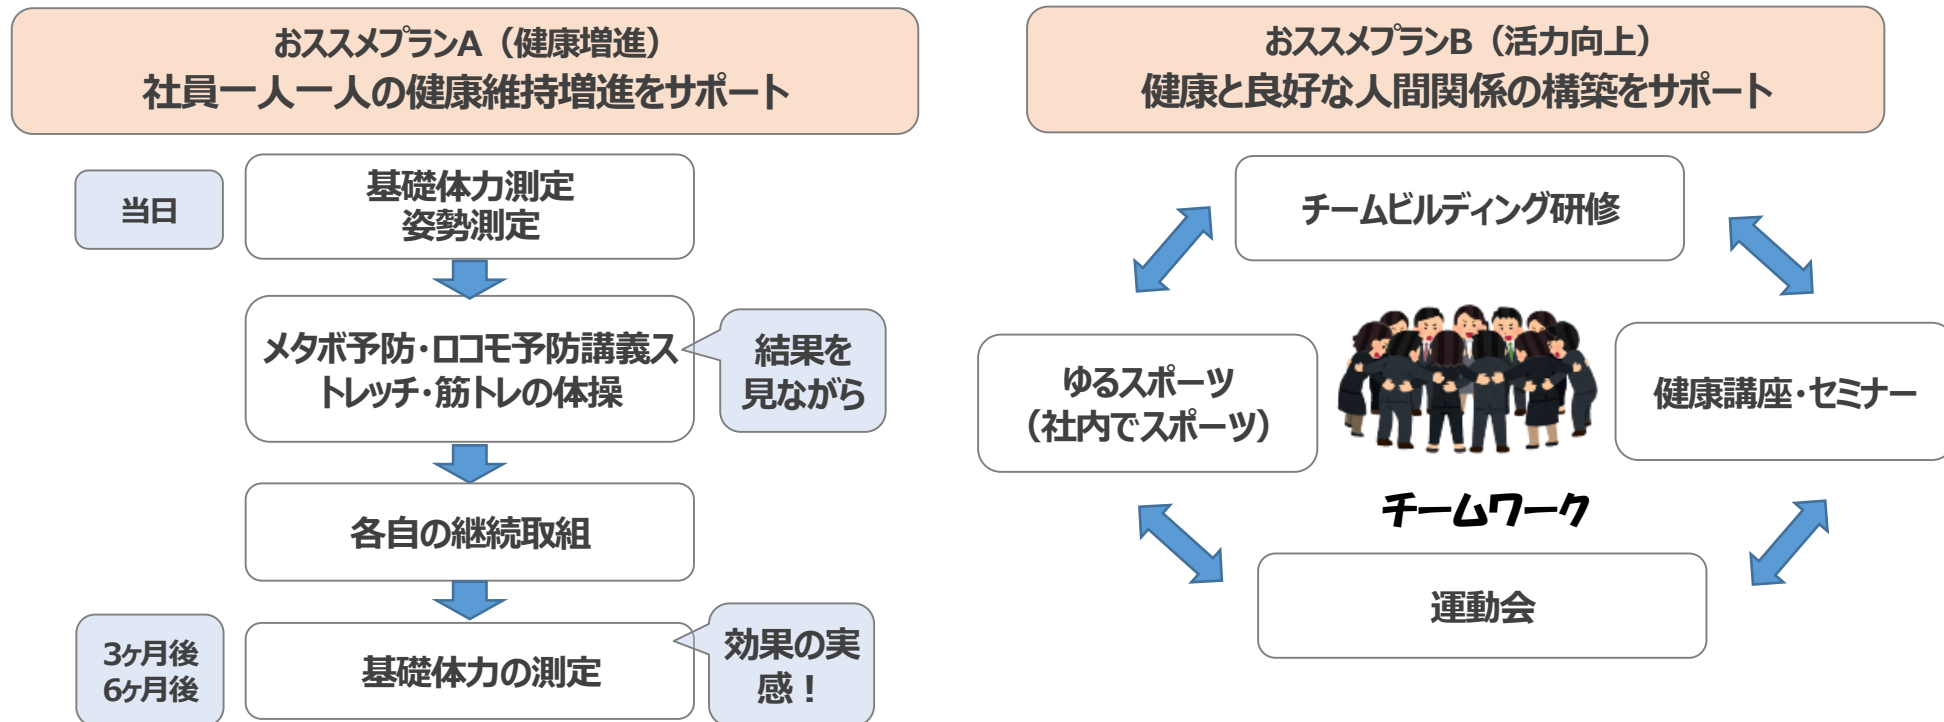 おススメプランA（健康増進）
社員一人一人の健康維持増進をサポート
当日
基礎体力測定
姿勢測定
メタボ予防・ロコモ予防講義ス
トレッチ・筋トレの体操
結果を
見ながら
各自の継続取組
3ヶ月後
6ヶ月後
基礎体力の測定
効果の実
感！
おススメプランB（活力向上）
健康と良好な人間関係の構築をサポート
チームビルディング研修
ゆるスポーツ
（社内でスポーツ）
健康講座・セミナー
チームワーク
運動会